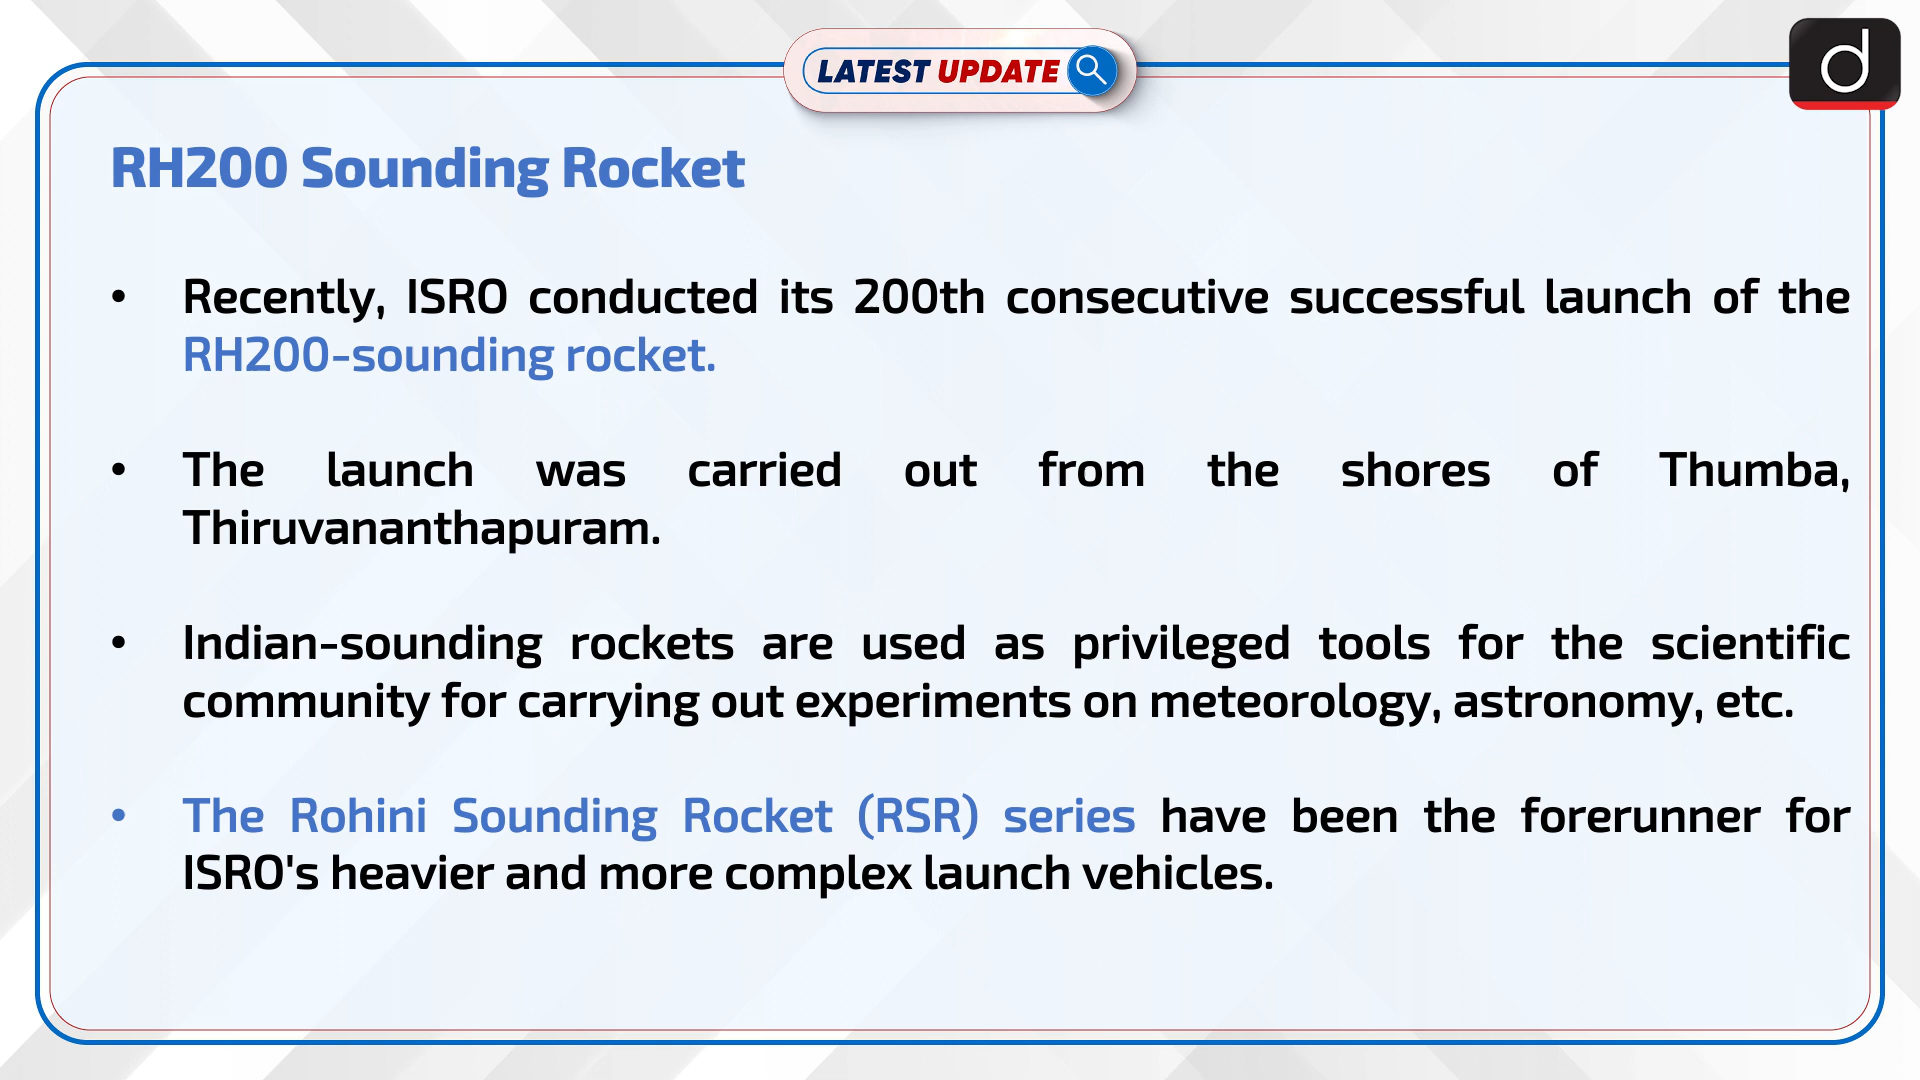 LATEST UPDATE
d
RH200 Sounding Rocket
• Recently, ISRO conducted its 200th consecutive successful launch of the
RH200-sounding rocket.
• The launch was carried out from the shores of Thumba,
Thiruvananthapuram.
• Indian-sounding rockets are used as privileged tools for the scientific
community for carrying out experiments on meteorology, astronomy, etc.
• The Rohini Sounding Rocket (RSR) series have been the forerunner for
ISRO's heavier and more complex launch vehicles.